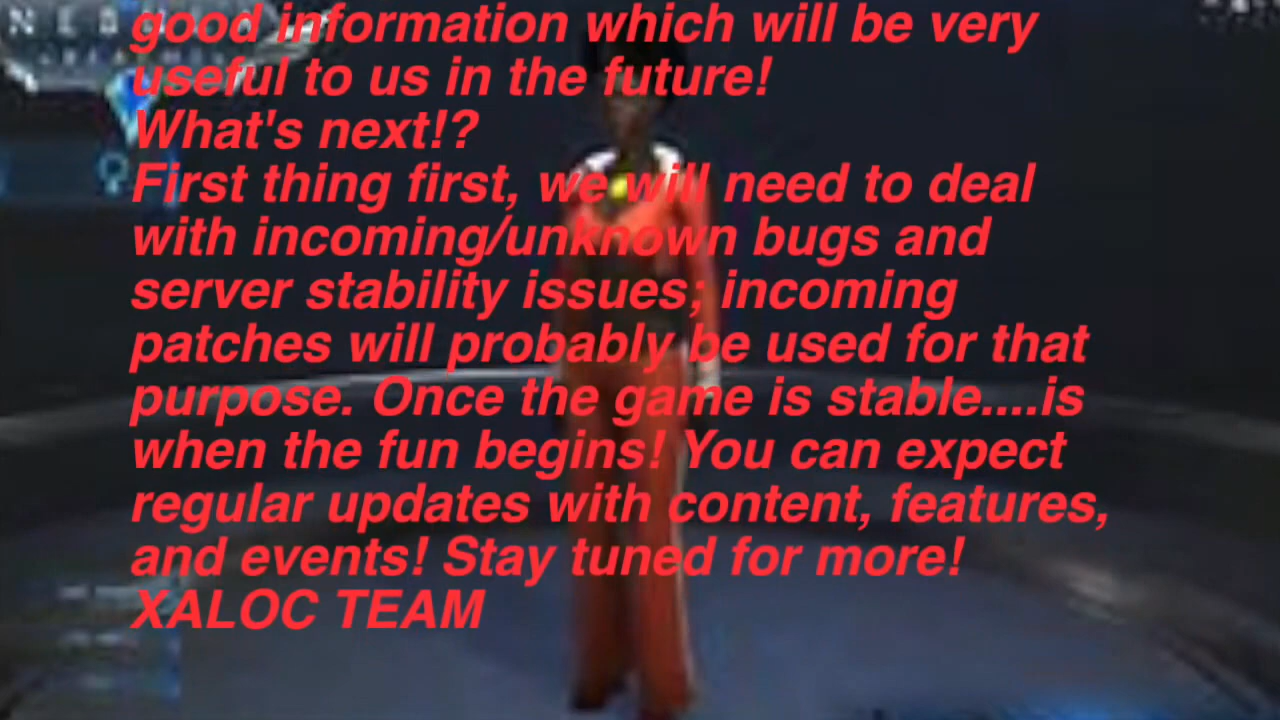 good information which will be very
useful to us in the future!
What's next!?
First thing first, we will need to deal
with incoming/unknown bugs and
server stability issues; incoming
patches will probably be used for that
purpose. Once the game is stable....is
when the fun begins! You can expect
regular updates with content, features,
and events! Stay tuned for more!
XALOC TEAM